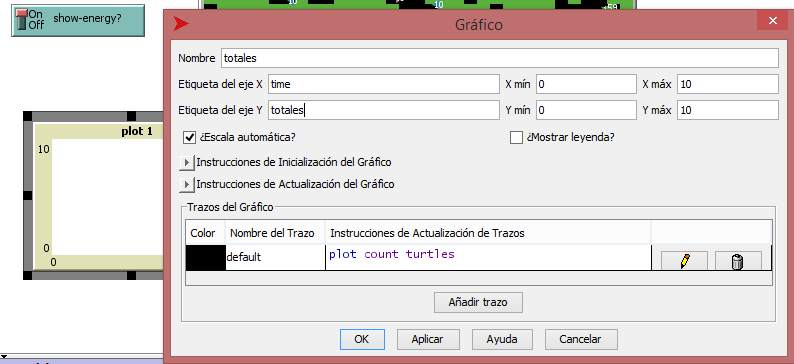 On
Off
show-energy?
10
59
plot 1
10
0
0
Gráfico
Nombre totales
Etiqueta del eje X time X mín 0 X máx 10
Etiqueta del eje Y totales Y mín 0 Y máx 10
¿Escala automática? ¿Mostrar leyenda?
Instrucciones de Inicialización del Gráfico
Instrucciones de Actualización del Gráfico
Trazos del Gráfico
Color Nombre del Trazo Instrucciones de Actualización de Trazos
default plot count turtles
Añadir trazo
OK Aplicar Ayuda Cancelar